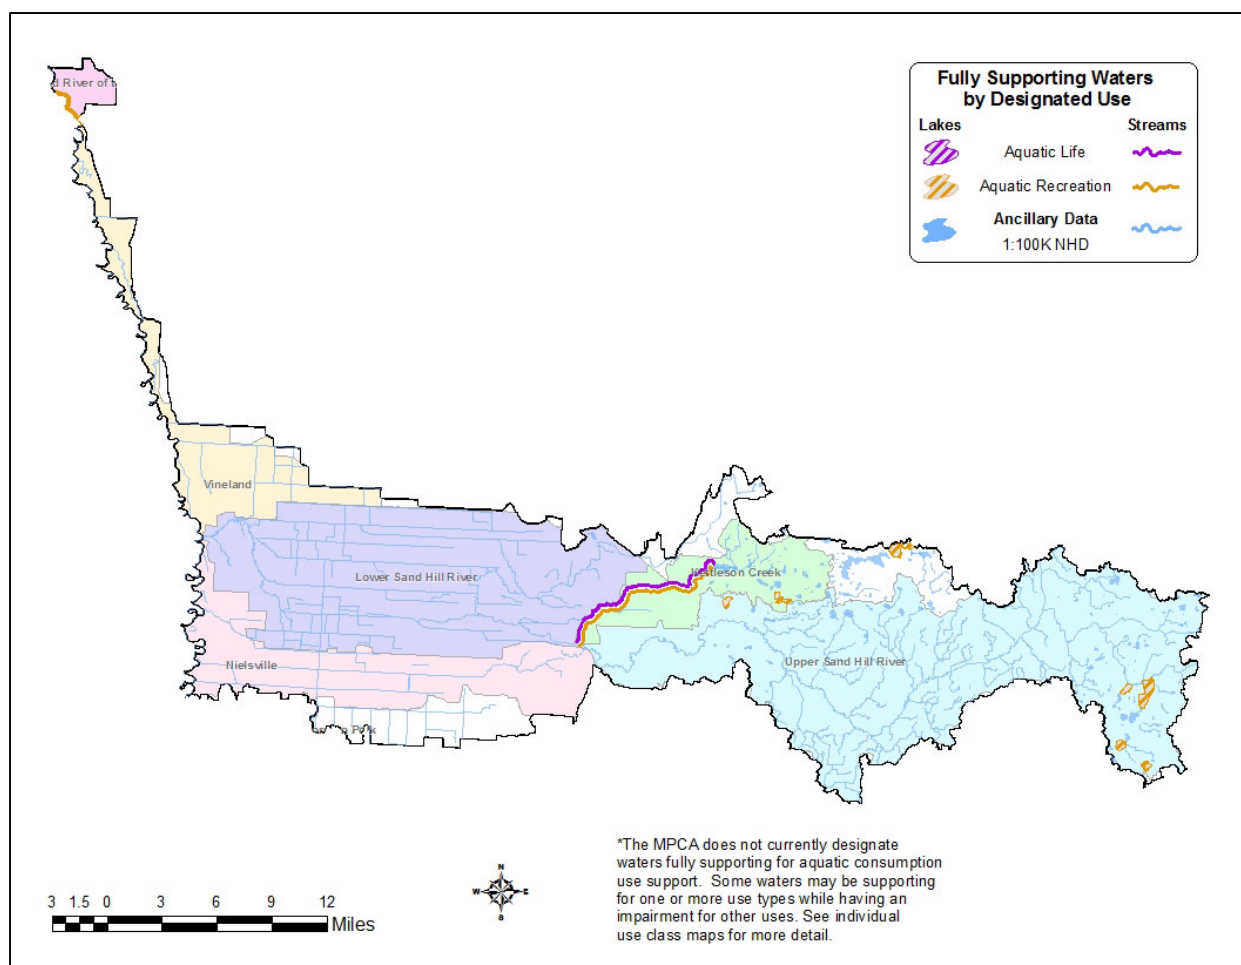 d River of t
Fully Supporting Waters
by Designated Use
Lakes Streams
Aquatic Life
Aquatic Recreation
Ancillary Data
1:100K NHD
Vineland
Lower Sand Hill River
Kettleson Creek
Nielsville
Upper Sand Hill River
*The MPCA does not currently designate
waters fully supporting for aquatic consumption
use support. Some waters may be supporting
for one or more use types while having an
impairment for other uses. See individual
use class maps for more detail.
N
W E
S
3 1.5 0 3 6 9 12
Miles